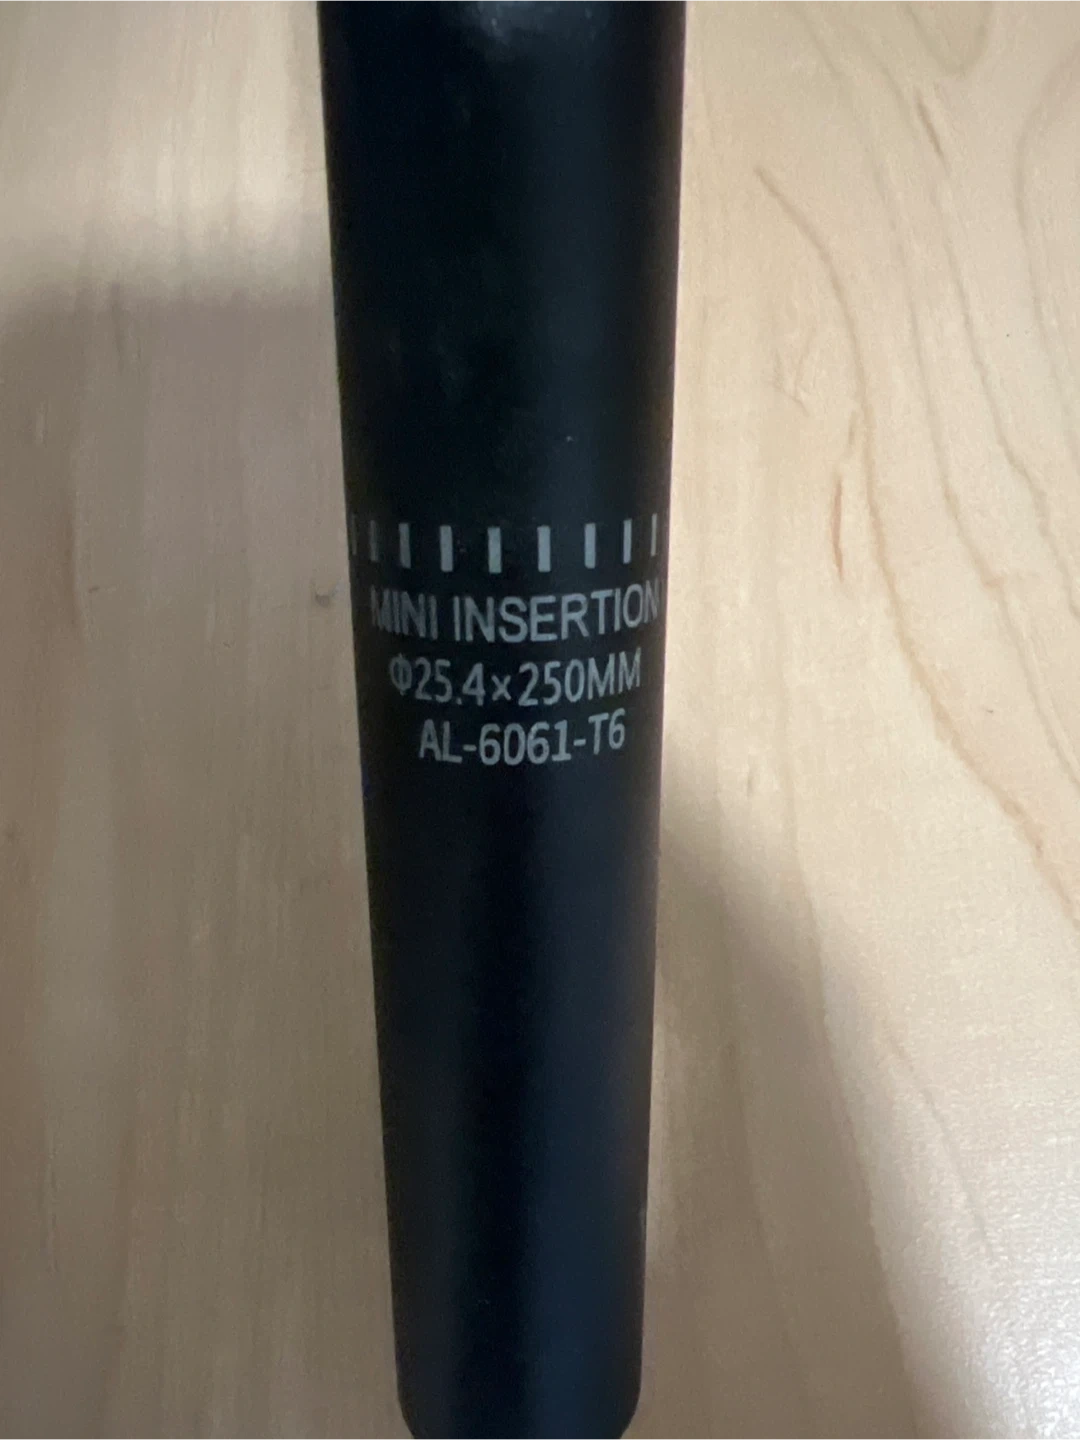 MINI INSERTION
Φ25.4×250MM
AL-6061-T6